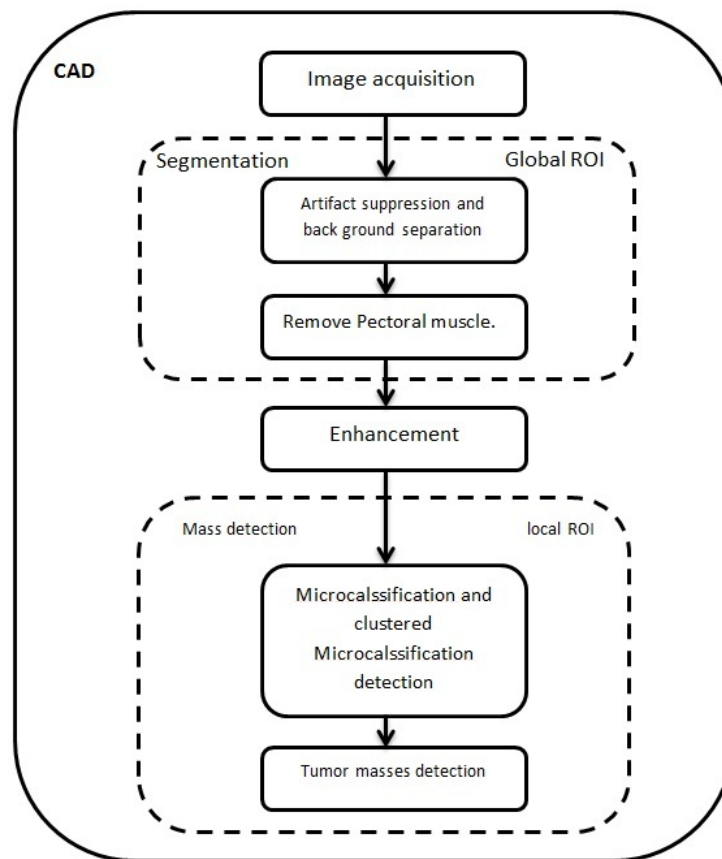 CAD
Image acquisition
Segmentation
Global ROI
Artifact suppression and
back ground separation
Remove Pectoral muscle.
Enhancement
Mass detection
local ROI
Microcalssification and
clustered
Microcalssification
detection
Tumor masses detection